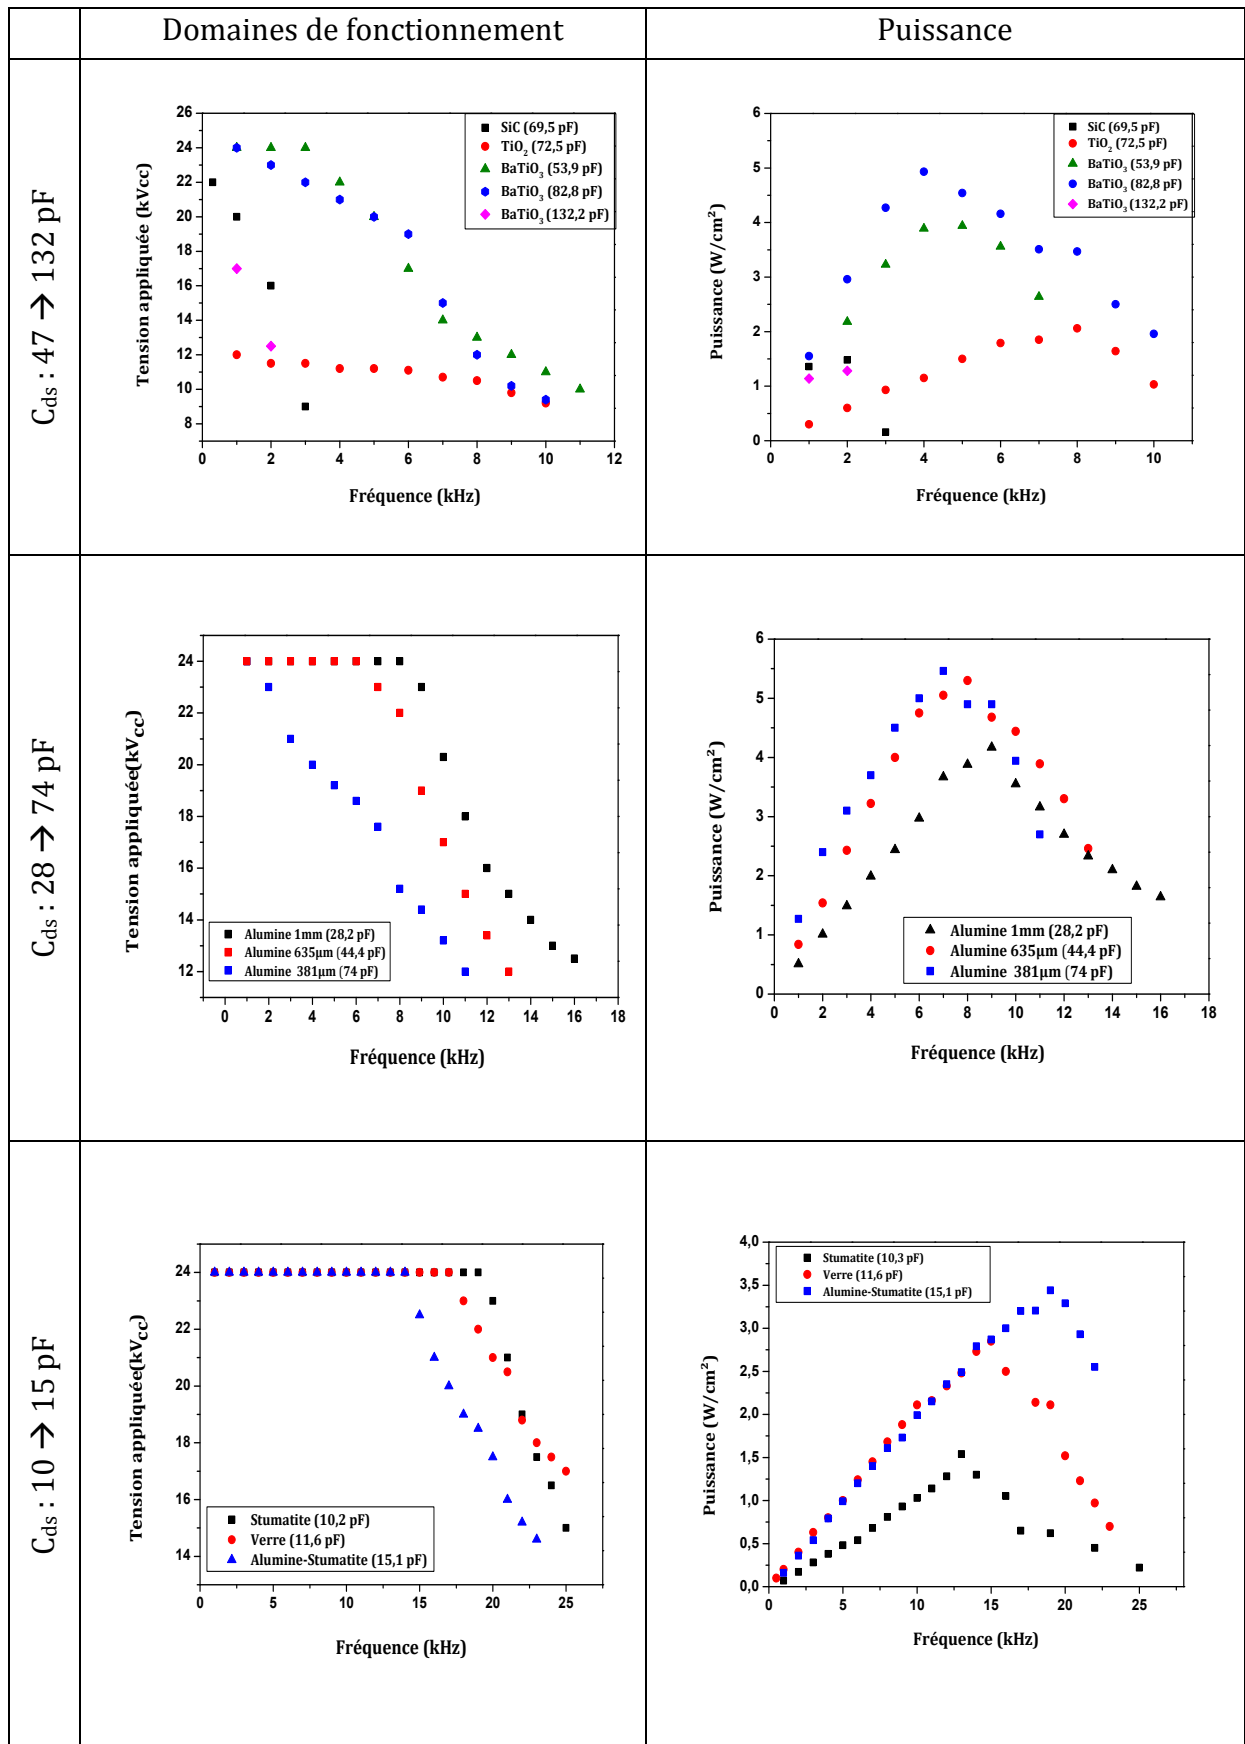 Domaines de fonctionnement
Puissance
C_ds : 47 → 132 pF
Tension appliquée (kVcc)
26
24
22
20
18
16
14
12
10
8
0 2 4 6 8 10 12
Fréquence (kHz)
SiC (69,5 pF)
TiO₂ (72,5 pF)
BaTiO₃ (53,9 pF)
BaTiO₃ (82,8 pF)
BaTiO₃ (132,2 pF)
Puissance (W/cm²)
6
5
4
3
2
1
0
0 2 4 6 8 10
Fréquence (kHz)
SiC (69,5 pF)
TiO₂ (72,5 pF)
BaTiO₃ (53,9 pF)
BaTiO₃ (82,8 pF)
BaTiO₃ (132,2 pF)
C_ds : 28 → 74 pF
Tension appliquée(kV_CC)
24
22
20
18
16
14
12
0 2 4 6 8 10 12 14 16 18
Fréquence (kHz)
Alumine 1mm (28,2 pF)
Alumine 635µm (44,4 pF)
Alumine 381µm (74 pF)
Puissance (W/cm²)
6
5
4
3
2
1
0
0 2 4 6 8 10 12 14 16 18
Fréquence (kHz)
Alumine 1mm (28,2 pF)
Alumine 635µm (44,4 pF)
Alumine 381µm (74 pF)
C_ds : 10 → 15 pF
Tension appliquée(kV_CC)
24
22
20
18
16
14
0 5 10 15 20 25
Fréquence (kHz)
Stumatite (10,2 pF)
Verre (11,6 pF)
Alumine-Stumatite (15,1 pF)
Puissance (W/cm²)
4,0
3,5
3,0
2,5
2,0
1,5
1,0
0,5
0,0
0 5 10 15 20 25
Fréquence (kHz)
Stumatite (10,3 pF)
Verre (11,6 pF)
Alumine-Stumatite (15,1 pF)